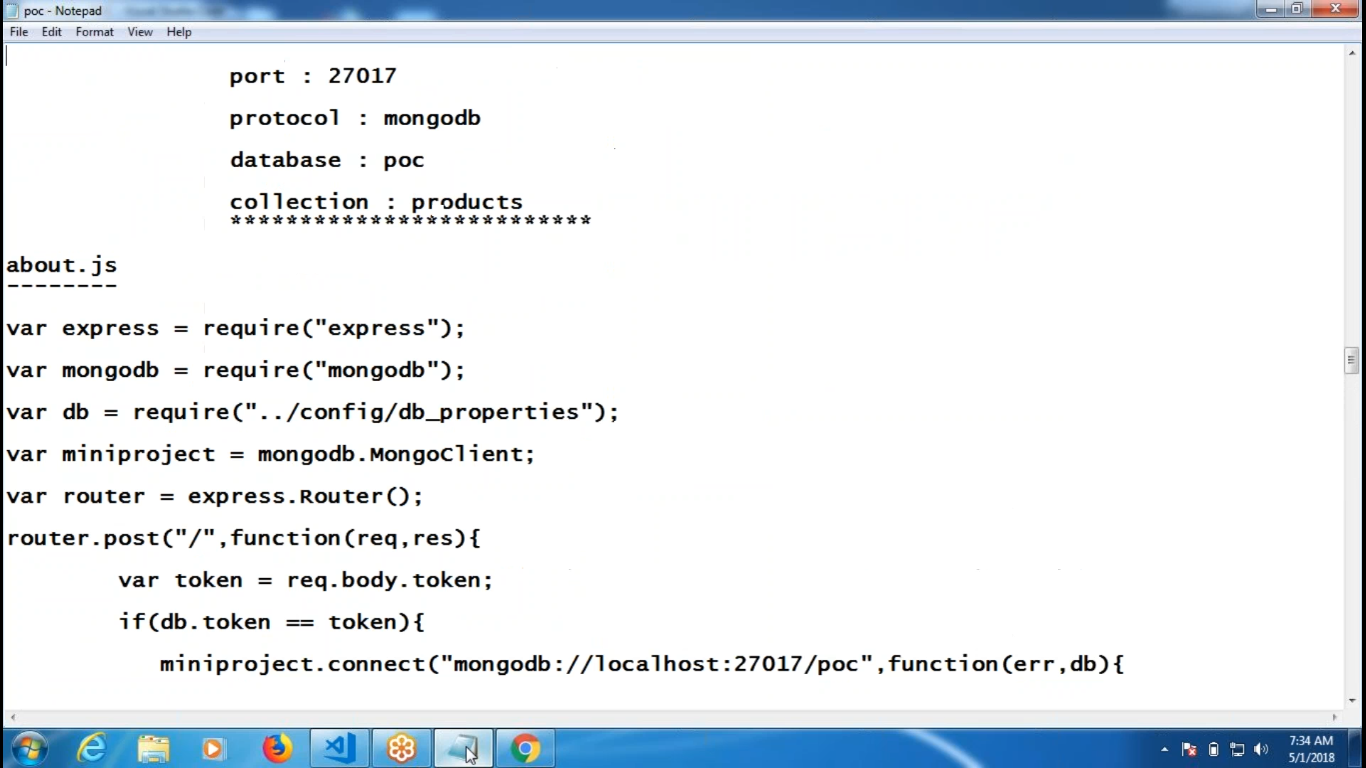 poc - Notepad
File Edit Format View Help
port : 27017
protocol : mongodb
database : poc
collection : products
**************************
about.js
--------
var express = require("express");
var mongodb = require("mongodb");
var db = require("../config/db_properties");
var miniproject = mongodb.MongoClient;
var router = express.Router();
router.post("/",function(req,res){
var token = req.body.token;
if(db.token == token){
miniproject.connect("mongodb://localhost:27017/poc",function(err,db){
7:34 AM
5/1/2018